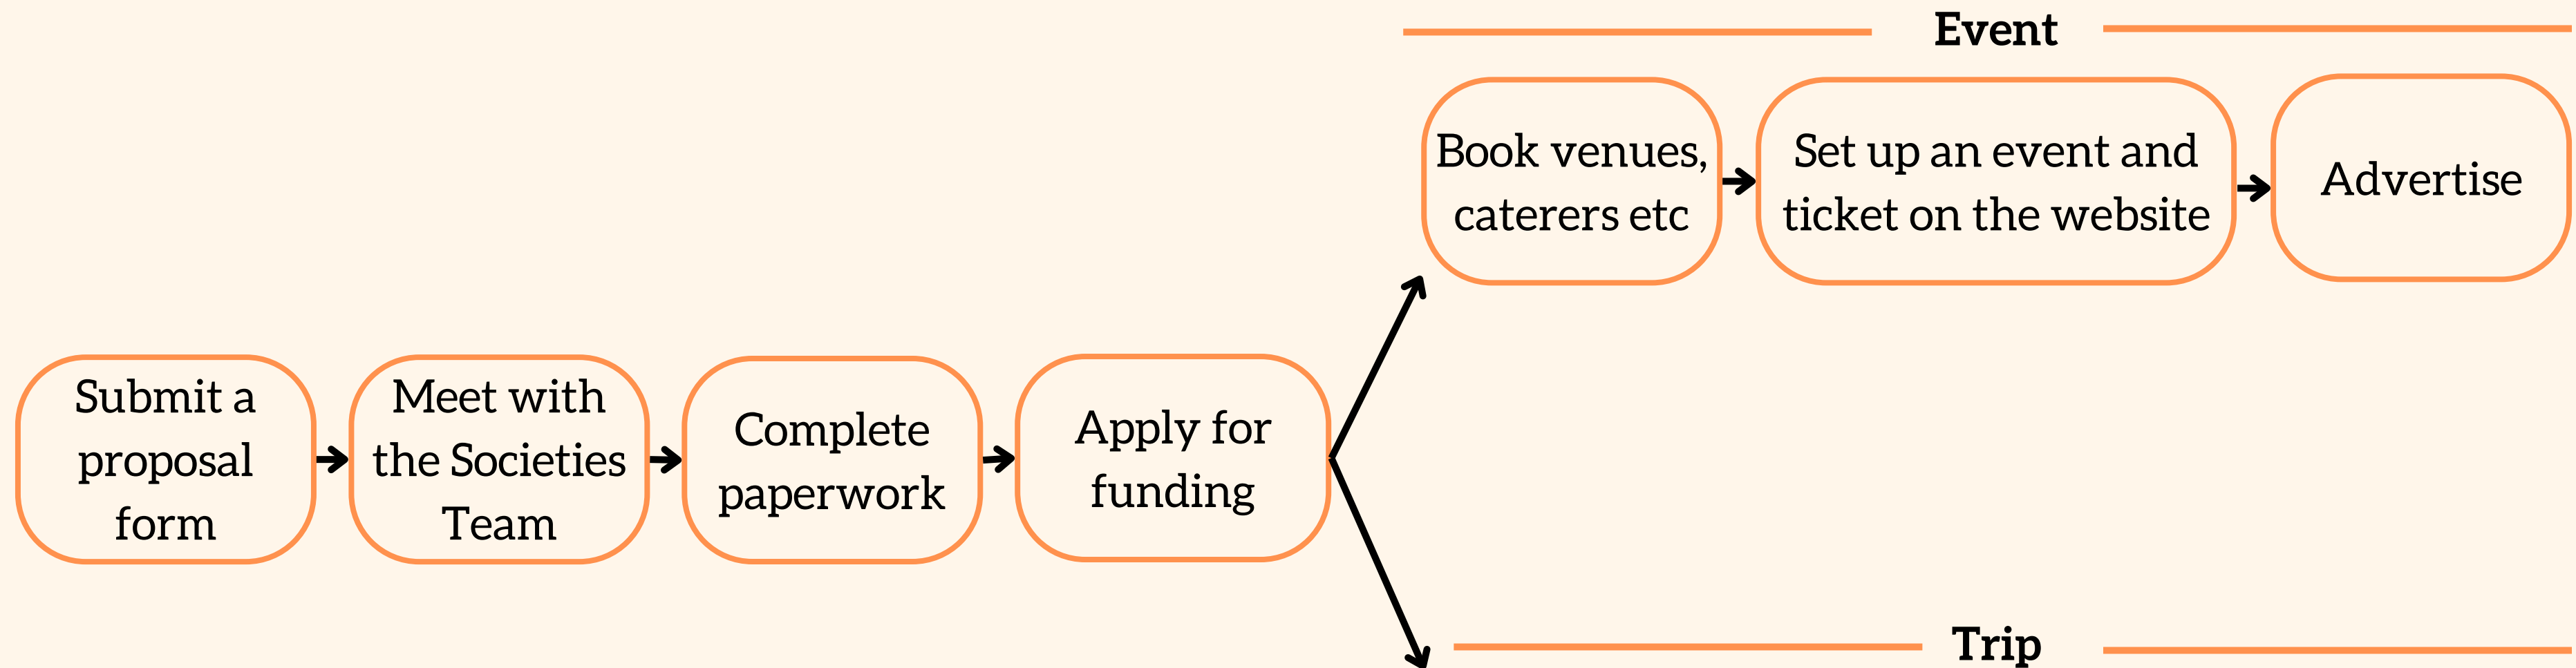 Event
Book venues,
caterers etc
Set up an event and
ticket on the website
Advertise
Submit a
proposal
form
Meet with
the Societies
Team
Complete
paperwork
Apply for
funding
Trip